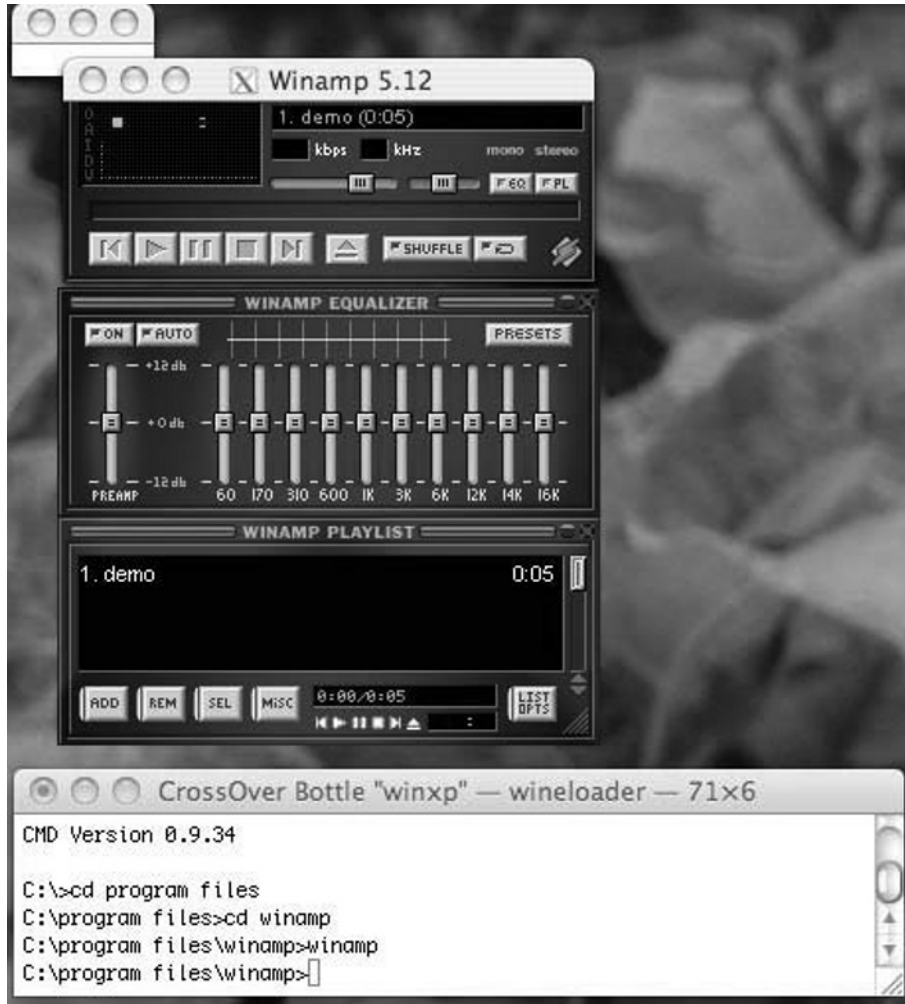 Winamp 5.12
O
A
I
D
V
1. demo (0:05)
kbps kHz mono stereo
EQ PL
SHUFFLE
WINAMP EQUALIZER
ON AUTO PRESETS
+12 db
+0 db
-12 db
PREAMP 60 170 310 600 1K 3K 6K 12K 14K 16K
WINAMP PLAYLIST
1. demo 0:05
ADD REM SEL MISC 0:00/0:05 LIST OPTS
:
CrossOver Bottle "winxp" — wineloader — 71×6
CMD Version 0.9.34
C:\>cd program files
C:\program files>cd winamp
C:\program files\winamp>winamp
C:\program files\winamp>